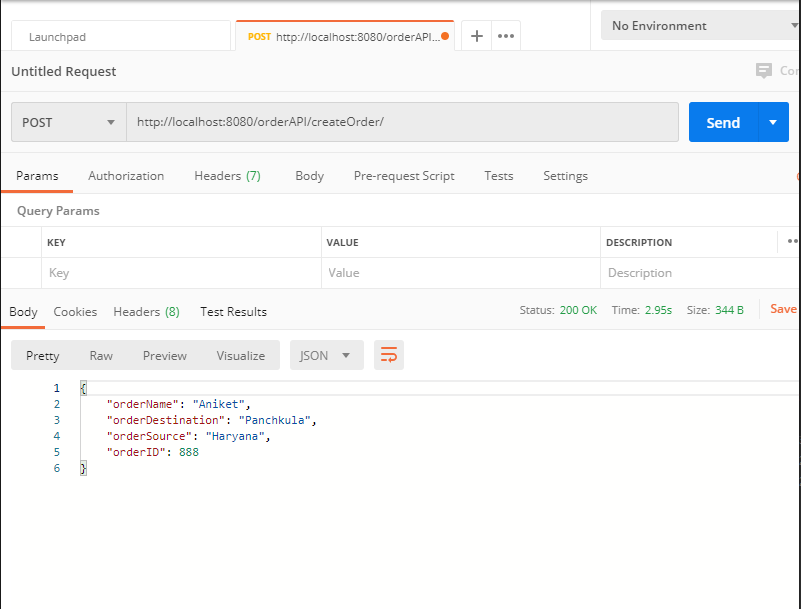 Launchpad
POST http://localhost:8080/orderAPI...
No Environment
Untitled Request
POST http://localhost:8080/orderAPI/createOrder/ Send
Params Authorization Headers (7) Body Pre-request Script Tests Settings
Query Params
KEY VALUE DESCRIPTION
Key Value Description
Body Cookies Headers (8) Test Results Status: 200 OK Time: 2.95s Size: 344 B Save
Pretty Raw Preview Visualize JSON
1 {
2 "orderName": "Aniket",
3 "orderDestination": "Panchkula",
4 "orderSource": "Haryana",
5 "orderID": 888
6 }